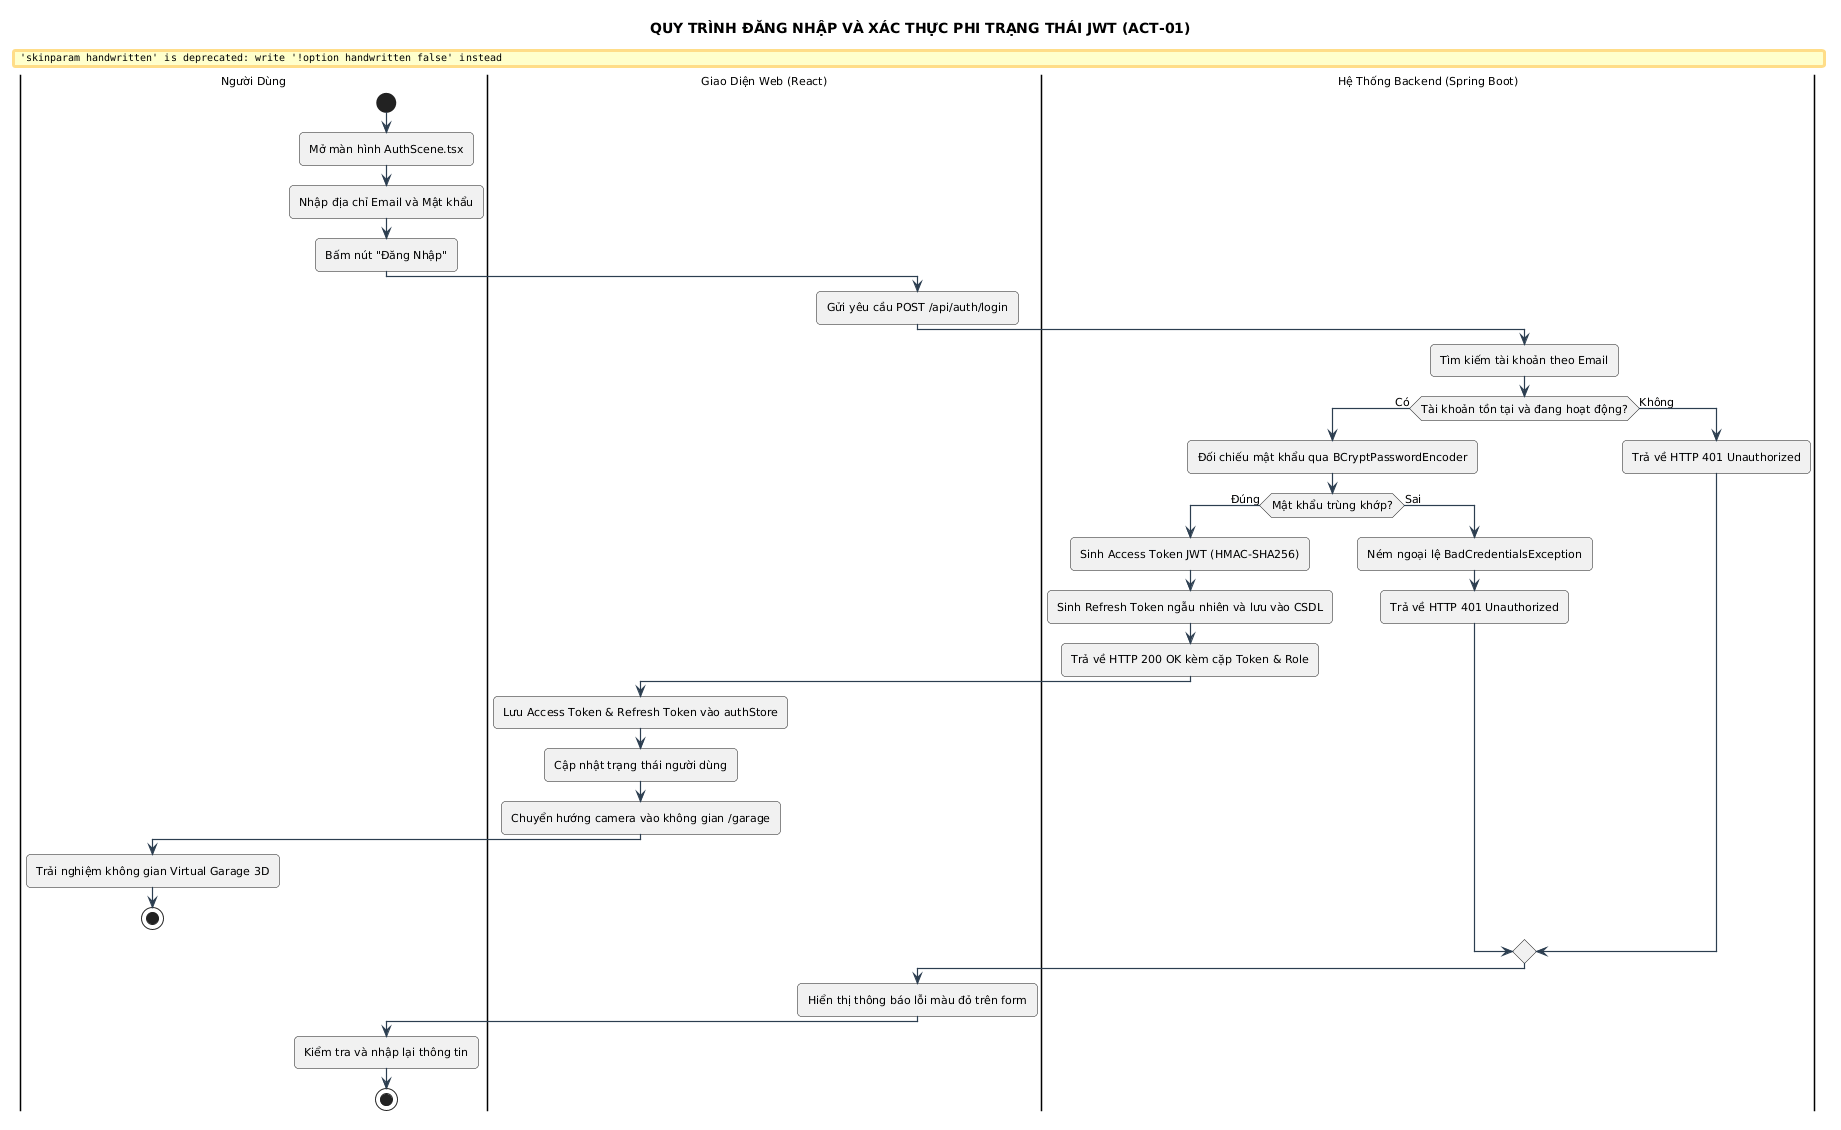 QUY TRÌNH ĐĂNG NHẬP VÀ XÁC THỰC PHI TRẠNG THÁI JWT (ACT-01)
'skinparam handwritten' is deprecated: write '!option handwritten false' instead
Người Dùng
Giao Diện Web (React)
Hệ Thống Backend (Spring Boot)
Mở màn hình AuthScene.tsx
Nhập địa chỉ Email và Mật khẩu
Bấm nút "Đăng Nhập"
Gửi yêu cầu POST /api/auth/login
Tìm kiếm tài khoản theo Email
Có
Tài khoản tồn tại và đang hoạt động?
Không
Đối chiếu mật khẩu qua BCryptPasswordEncoder
Trả về HTTP 401 Unauthorized
Đúng
Mật khẩu trùng khớp?
Sai
Sinh Access Token JWT (HMAC-SHA256)
Ném ngoại lệ BadCredentialsException
Sinh Refresh Token ngẫu nhiên và lưu vào CSDL
Trả về HTTP 401 Unauthorized
Trả về HTTP 200 OK kèm cặp Token & Role
Lưu Access Token & Refresh Token vào authStore
Cập nhật trạng thái người dùng
Chuyển hướng camera vào không gian /garage
Trải nghiệm không gian Virtual Garage 3D
Hiển thị thông báo lỗi màu đỏ trên form
Kiểm tra và nhập lại thông tin